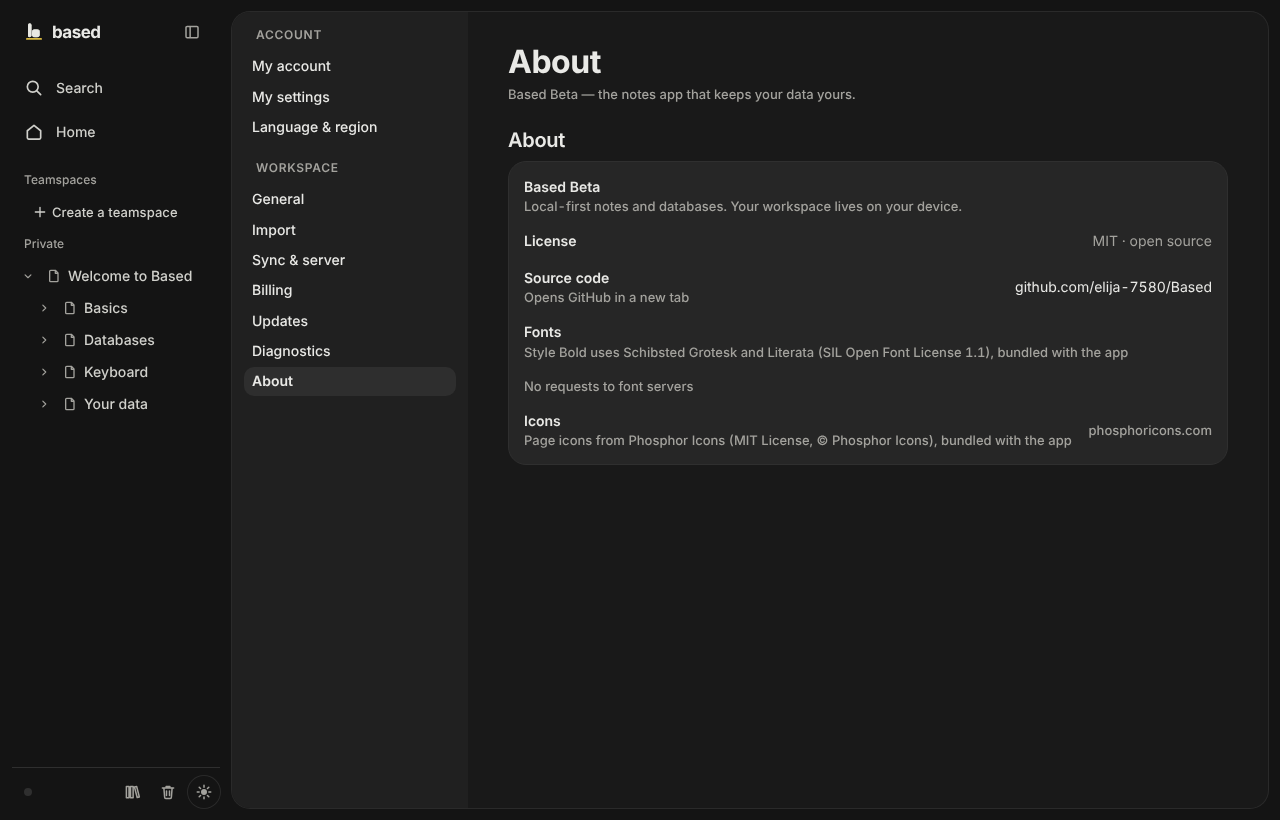 based
Search
Home
Teamspaces
Create a teamspace
Private
Welcome to Based
Basics
Databases
Keyboard
Your data
ACCOUNT
My account
My settings
Language & region
WORKSPACE
General
Import
Sync & server
Billing
Updates
Diagnostics
About
About
Based Beta — the notes app that keeps your data yours.
About
Based Beta
Local-first notes and databases. Your workspace lives on your device.
License
MIT · open source
Source code
Opens GitHub in a new tab
github.com/elija-7580/Based
Fonts
Style Bold uses Schibsted Grotesk and Literata (SIL Open Font License 1.1), bundled with the app
No requests to font servers
Icons
Page icons from Phosphor Icons (MIT License, © Phosphor Icons), bundled with the app
phosphoricons.com